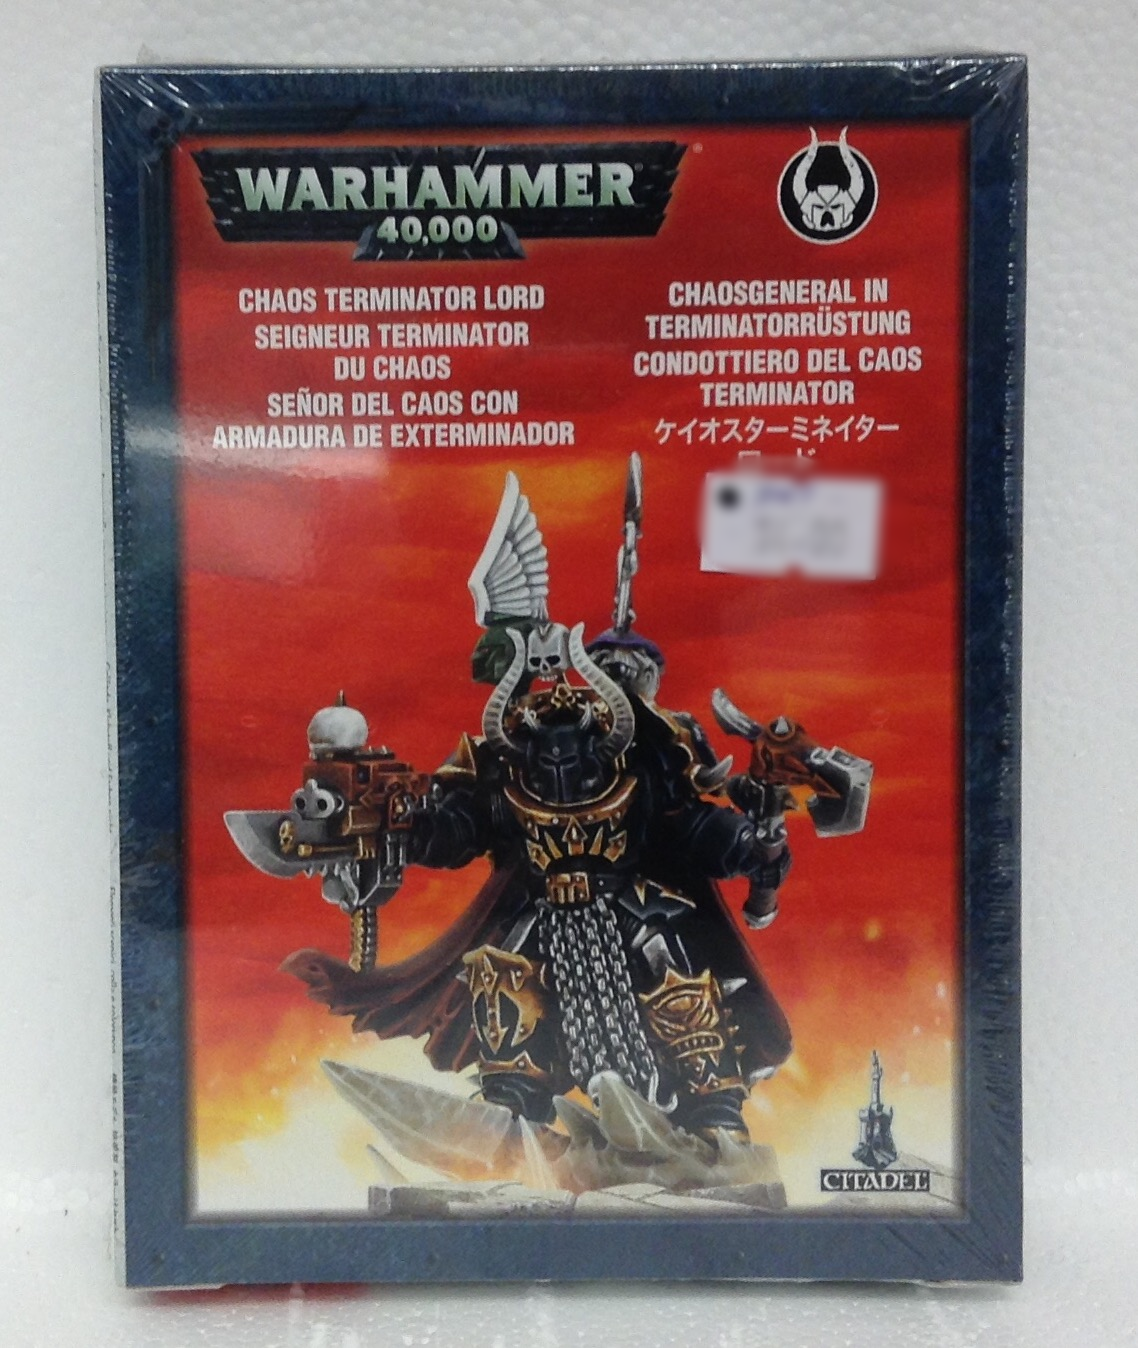 WARHAMMER
40,000
CHAOS TERMINATOR LORD
SEIGNEUR TERMINATOR
DU CHAOS
SEÑOR DEL CAOS CON
ARMADURA DE EXTERMINADOR
CHAOSGENERAL IN
TERMINATORRÜSTUNG
CONDOTTIERO DEL CAOS
TERMINATOR
ケイオスターミネイター
CITADEL